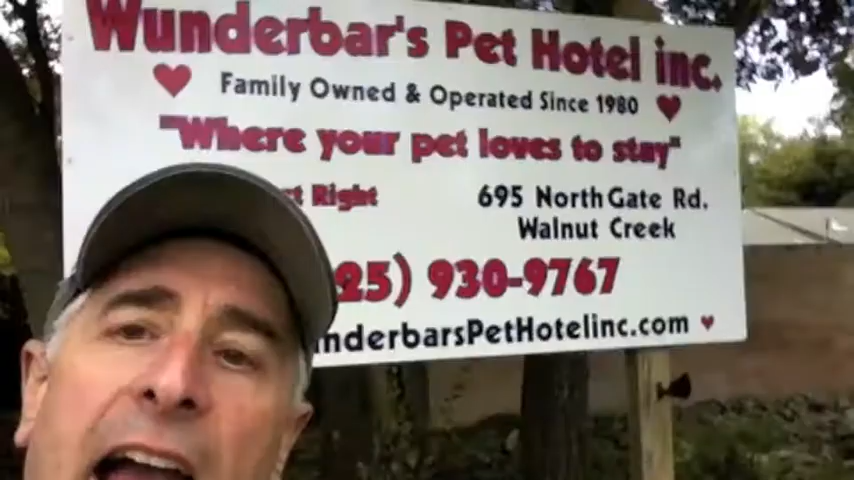 Wunderbar's Pet Hotel inc.
Family Owned & Operated Since 1980
"Where your pet loves to stay"
Right
695 North Gate Rd.
Walnut Creek
25) 930-9767
nderbarsPetHotelinc.com